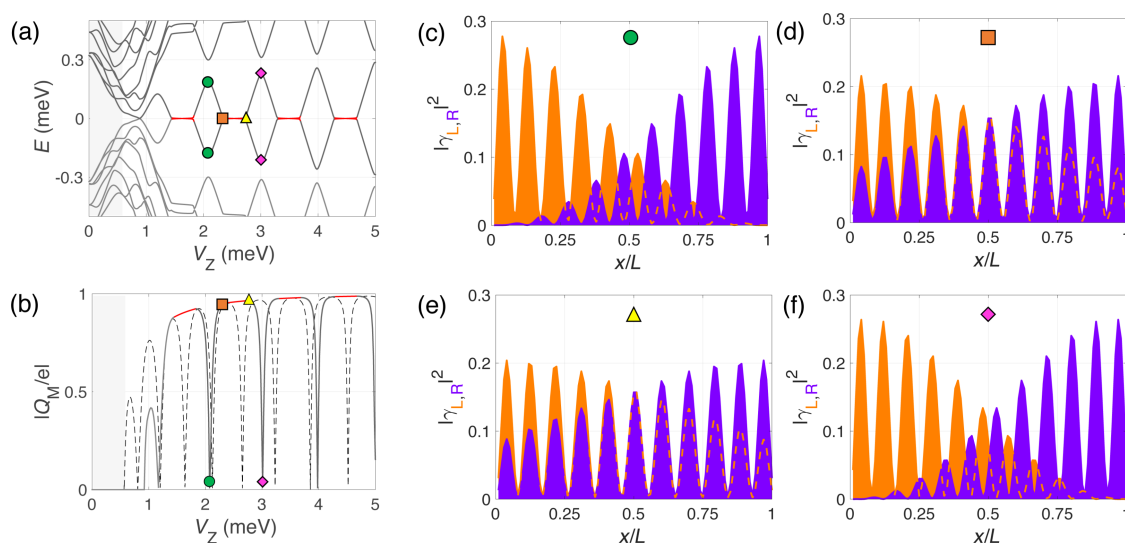 (a)
0.3
0
-0.3
E (meV)
0 1 2 3 4 5
V_Z (meV)
(b)
1
0.5
0
|Q_M/e|
0 1 2 3 4 5
V_Z (meV)
(c)
0.3
0.2
0.1
0
|γ_L,R|²
0 0.25 0.5 0.75 1
x/L
(d)
0.3
0.2
0.1
0
|γ_L,R|²
0 0.25 0.5 0.75 1
x/L
(e)
0.3
0.2
0.1
0
|γ_L,R|²
0 0.25 0.5 0.75 1
x/L
(f)
0.3
0.2
0.1
0
|γ_L,R|²
0 0.25 0.5 0.75 1
x/L